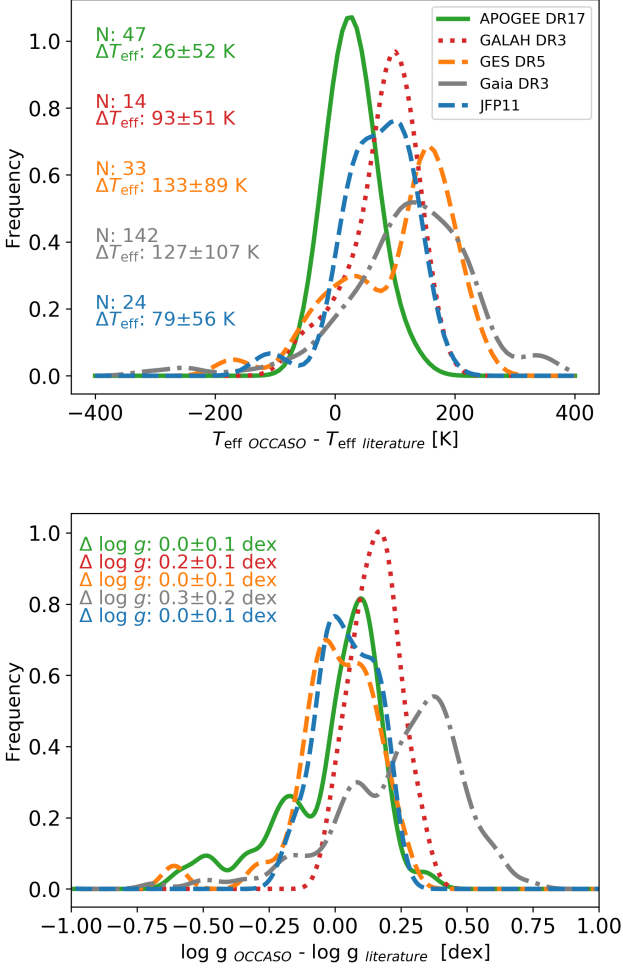 APOGEE DR17
GALAH DR3
GES DR5
Gaia DR3
JFP11
N: 47
ΔTeff: 26±52 K
N: 14
ΔTeff: 93±51 K
N: 33
ΔTeff: 133±89 K
N: 142
ΔTeff: 127±107 K
N: 24
ΔTeff: 79±56 K
Frequency
1.0
0.8
0.6
0.4
0.2
0.0
−400 −200 0 200 400
Teff OCCASO - Teff literature [K]
Δ log g: 0.0±0.1 dex
Δ log g: 0.2±0.1 dex
Δ log g: 0.0±0.1 dex
Δ log g: 0.3±0.2 dex
Δ log g: 0.0±0.1 dex
Frequency
1.0
0.8
0.6
0.4
0.2
0.0
−1.00 −0.75 −0.50 −0.25 0.00 0.25 0.50 0.75 1.00
log g OCCASO - log g literature [dex]